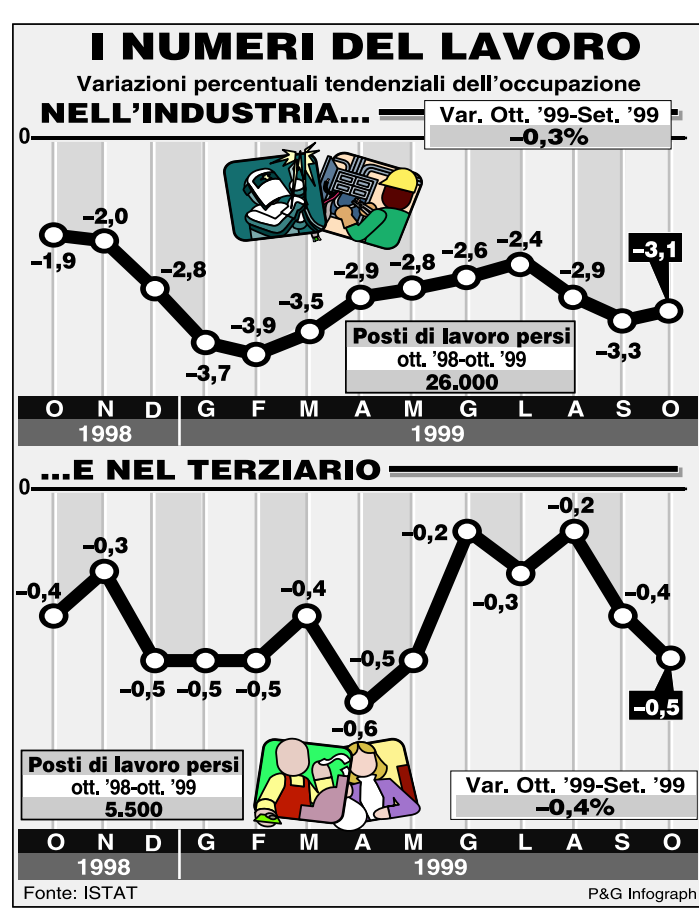 I NUMERI DEL LAVORO
Variazioni percentuali tendenziali dell'occupazione
NELL'INDUSTRIA...
Var. Ott. '99-Set. '99
–0,3%
0
–1,9
–2,0
–2,8
–3,7
–3,9
–3,5
–2,9
–2,8
–2,6
–2,4
–2,9
–3,3
–3,1
Posti di lavoro persi
ott. '98-ott. '99
26.000
O N D G F M A M G L A S O
1998 1999
...E NEL TERZIARIO
0
–0,4
–0,3
–0,5 –0,5 –0,5
–0,4
–0,6
–0,5
–0,2
–0,3
–0,2
–0,4
–0,5
Posti di lavoro persi
ott. '98-ott. '99
5.500
Var. Ott. '99-Set. '99
–0,4%
O N D G F M A M G L A S O
1998 1999
Fonte: ISTAT P&G Infograph